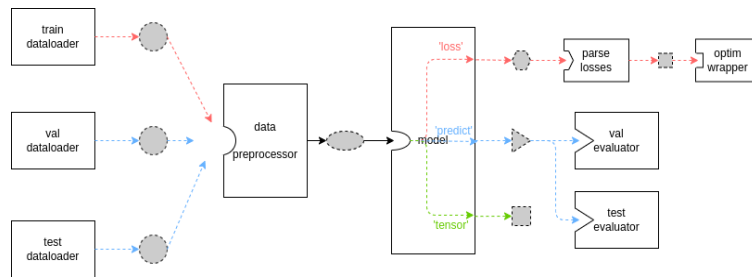 train
dataloader
val
dataloader
test
dataloader
data
preprocessor
model
'loss'
'predict'
'tensor'
parse
losses
optim
wrapper
val
evaluator
test
evaluator